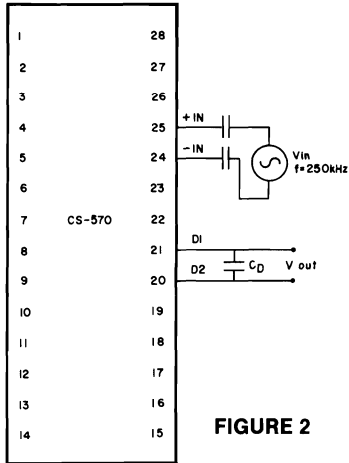 1 28
2 27
3 26
4 25 +IN
5 24 -IN
Vin
f=250kHz
6 23
7 CS-570 22
8 21 D1
CD V out
9 20 D2
10 19
11 18
12 17
13 16
14 15
FIGURE 2